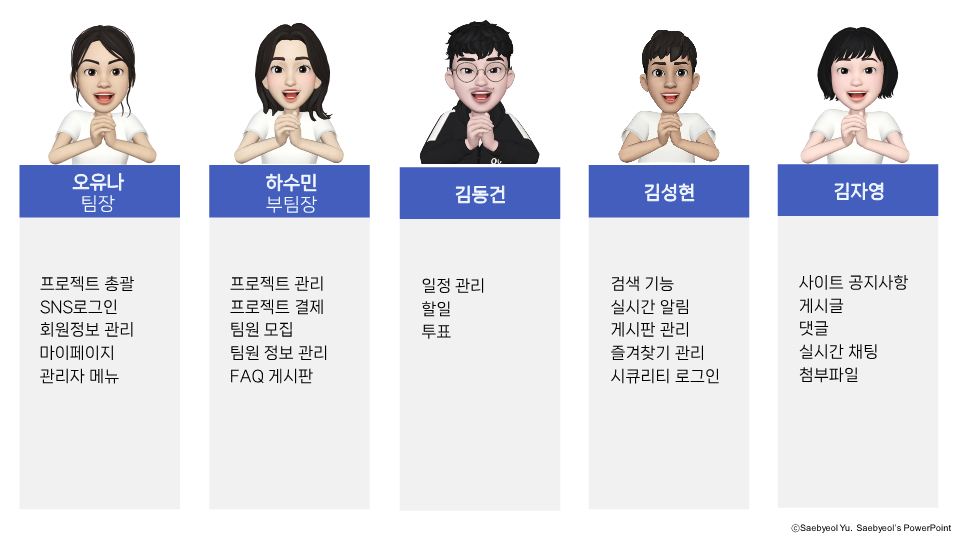 오유나
팀장
프로젝트 총괄
SNS로그인
회원정보 관리
마이페이지
관리자 메뉴
하수민
부팀장
프로젝트 관리
프로젝트 결제
팀원 모집
팀원 정보 관리
FAQ 게시판
김동건
일정 관리
할일
투표
김성현
검색 기능
실시간 알림
게시판 관리
즐겨찾기 관리
시큐리티 로그인
김자영
사이트 공지사항
게시글
댓글
실시간 채팅
첨부파일
ⓒSaebyeol Yu. Saebyeol's PowerPoint